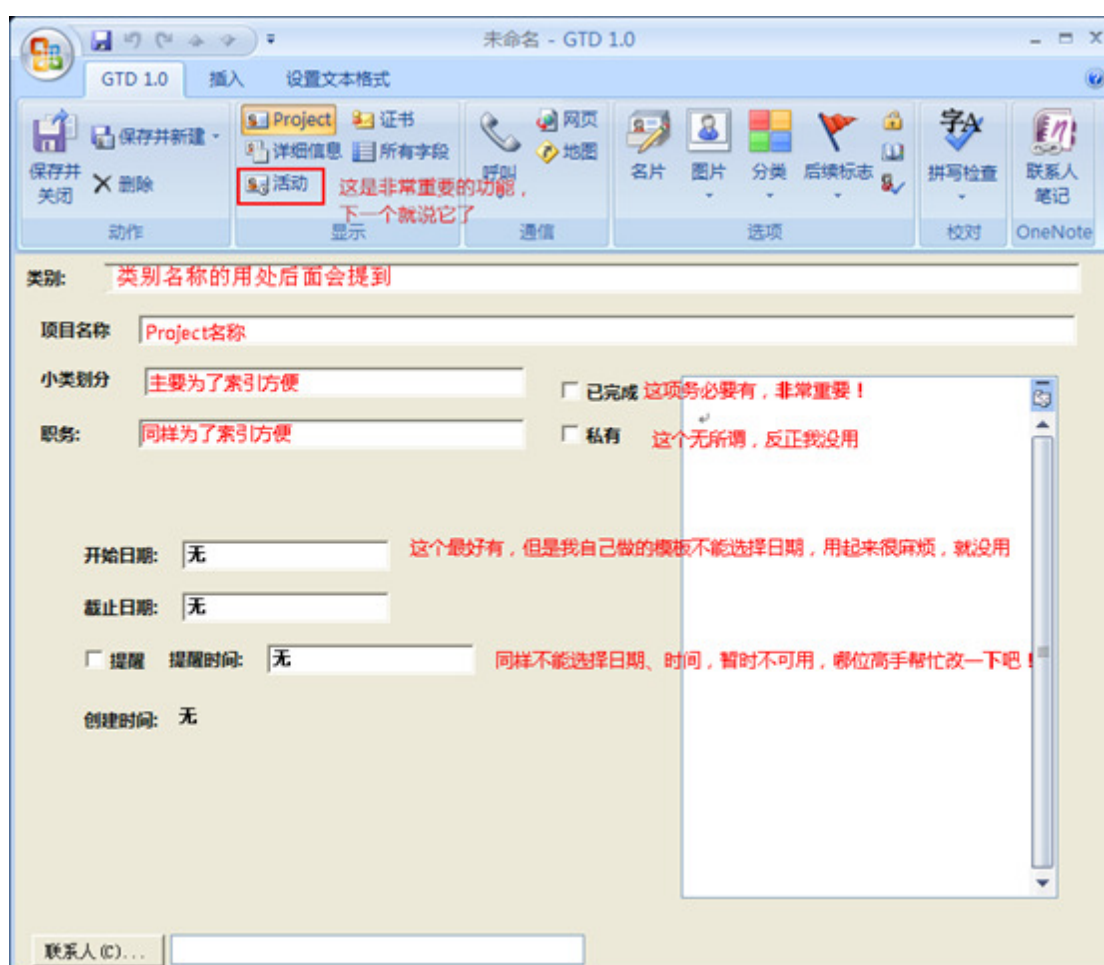 未命名 - GTD 1.0
GTD 1.0 插入 设置文本格式
Project 证书 网页
保存并新建 详细信息 所有字段 呼叫 地图
保存并关闭 删除 活动 名片 图片 分类 后续标志 拼写检查 联系人笔记
这是非常重要的功能，
下一个就说它了
动作 显示 通信 选项 校对 OneNote
类别: 类别名称的用处后面会提到
项目名称 Project名称
小类划分 主要为了索引方便 已完成 这项务必要有，非常重要！
职务: 同样为了索引方便 私有 这个无所谓，反正我没用
开始日期: 无 这个最好有，但是我自己做的模板不能选择日期，用起来很麻烦，就没用
截止日期: 无
提醒 提醒时间: 无 同样不能选择日期、时间，暂时不可用，哪位高手帮忙改一下吧！
创建时间: 无
联系人(C)...